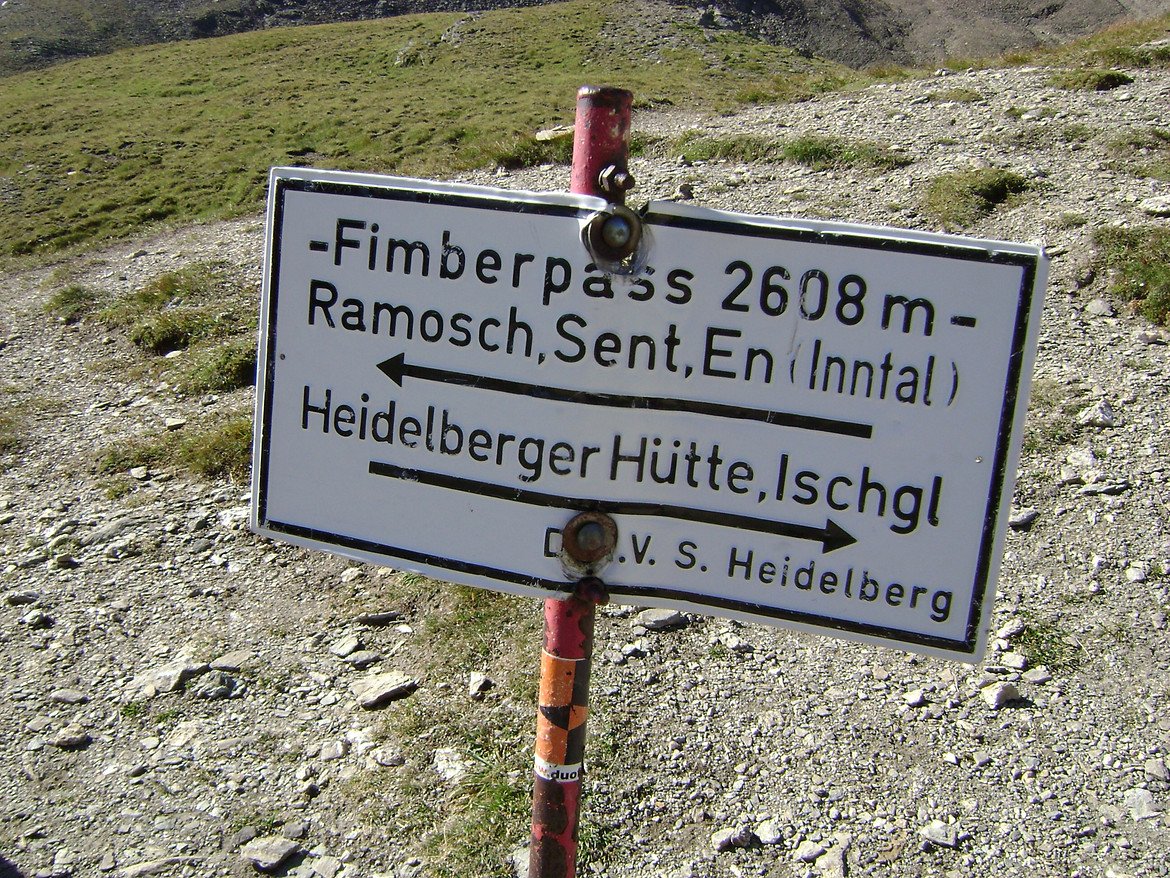 -Fimberpass 2608 m-
Ramosch, Sent, En (Inntal)
Heidelberger Hütte, Ischgl
.V. S. Heidelberg